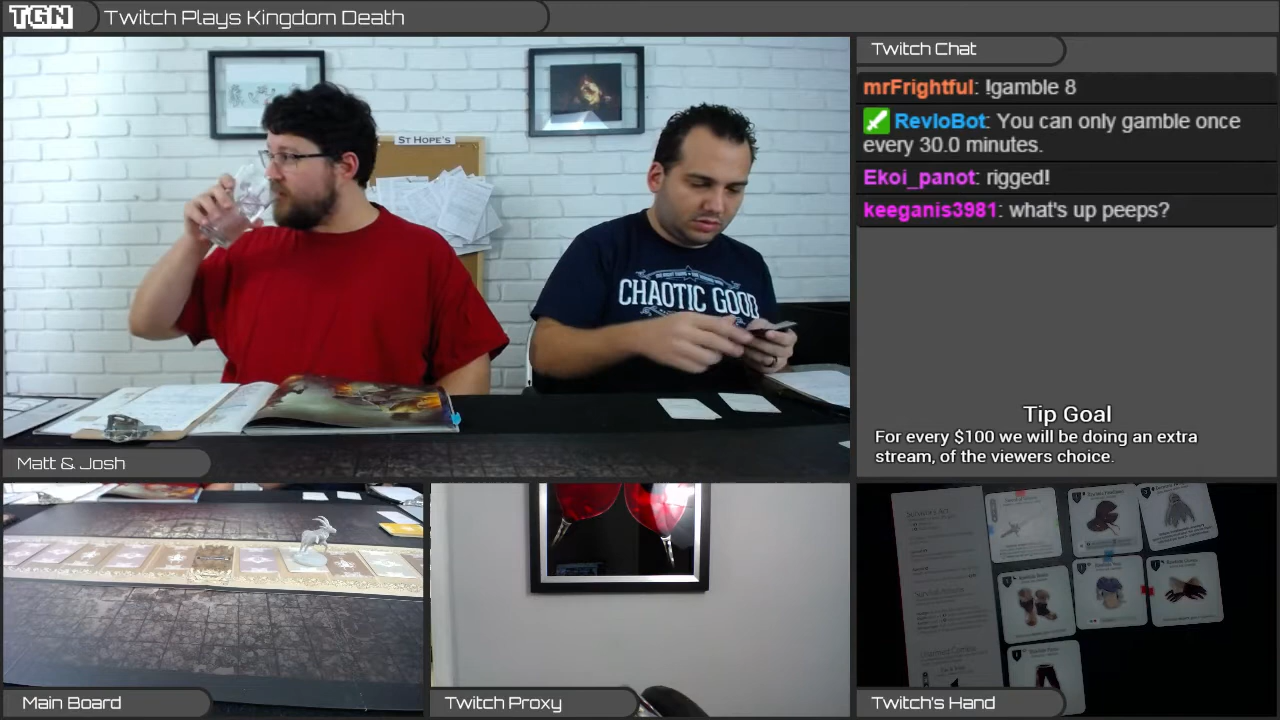 TGN
Twitch Plays Kingdom Death
Twitch Chat
mrFrightful: !gamble 8
RevloBot: You can only gamble once
every 30.0 minutes.
Ekoi_panot: rigged!
keeganis3981: what's up peeps?
ST HOPE'S
CHAOTIC GOOD
Tip Goal
For every $100 we will be doing an extra
stream, of the viewers choice.
Matt & Josh
Main Board
Twitch Proxy
Twitch's Hand